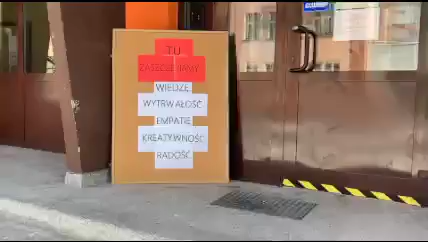 TU
ZASZCZEPIAMY:
WIEDZĘ
WYTRWAŁOŚĆ
EMPATIĘ
KREATYWNOŚĆ
RADOŚĆ